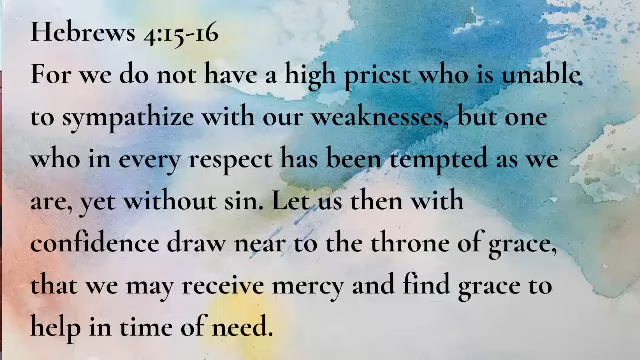 Hebrews 4:15-16
For we do not have a high priest who is unable
to sympathize with our weaknesses, but one
who in every respect has been tempted as we
are, yet without sin. Let us then with
confidence draw near to the throne of grace,
that we may receive mercy and find grace to
help in time of need.